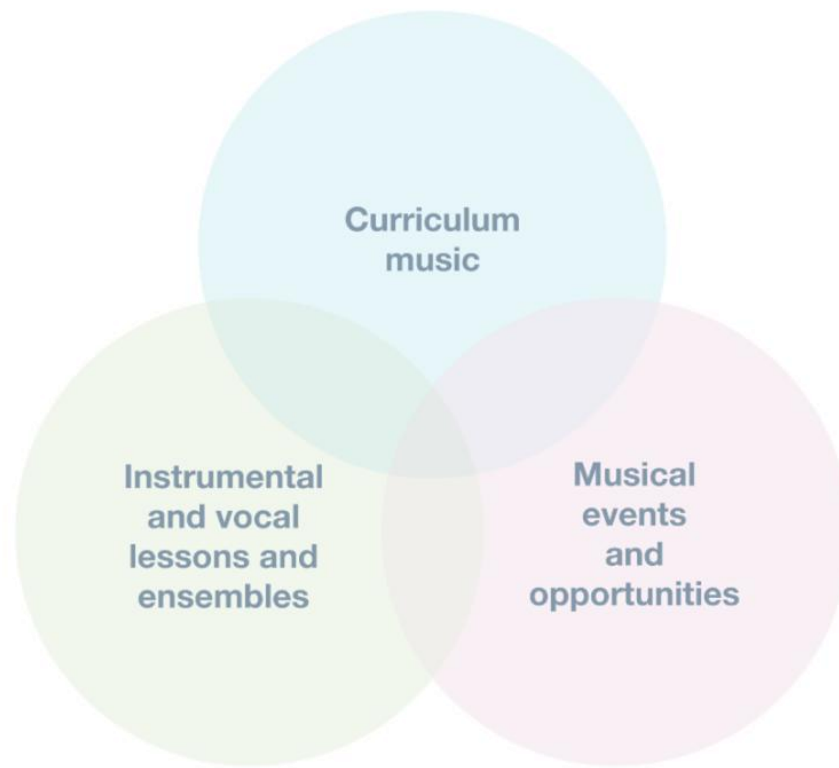 Curriculum
music
Instrumental
and vocal
lessons and
ensembles
Musical
events
and
opportunities